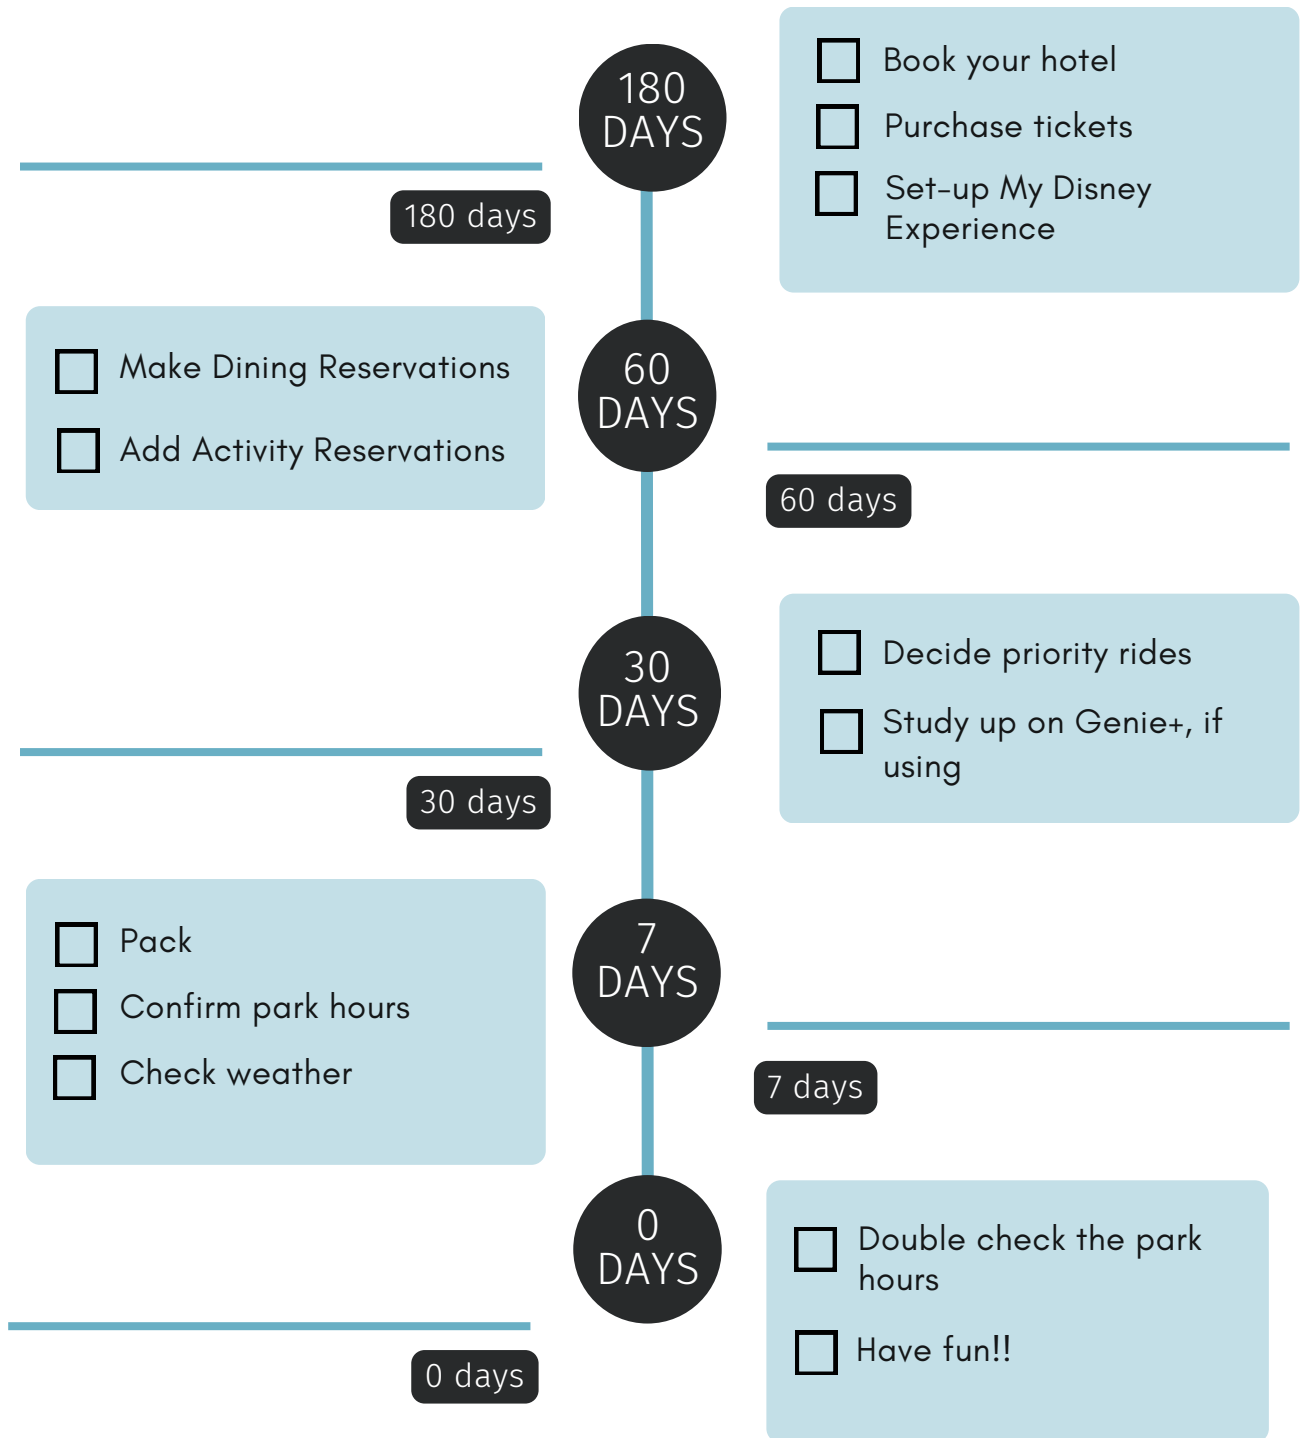 180
DAYS
Book your hotel
Purchase tickets
Set-up My Disney
Experience
180 days
Make Dining Reservations
Add Activity Reservations
60
DAYS
60 days
30
DAYS
Decide priority rides
Study up on Genie+, if
using
30 days
Pack
Confirm park hours
Check weather
7
DAYS
7 days
0
DAYS
Double check the park
hours
Have fun!!
0 days